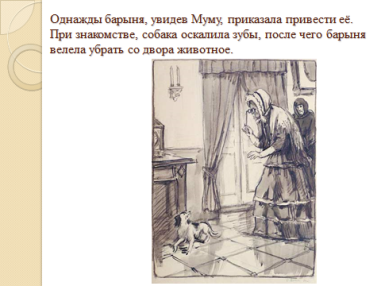 Однажды барыня, увидев Муму, приказала привести её.
При знакомстве, собака оскалила зубы, после чего барыня
велела убрать со двора животное.